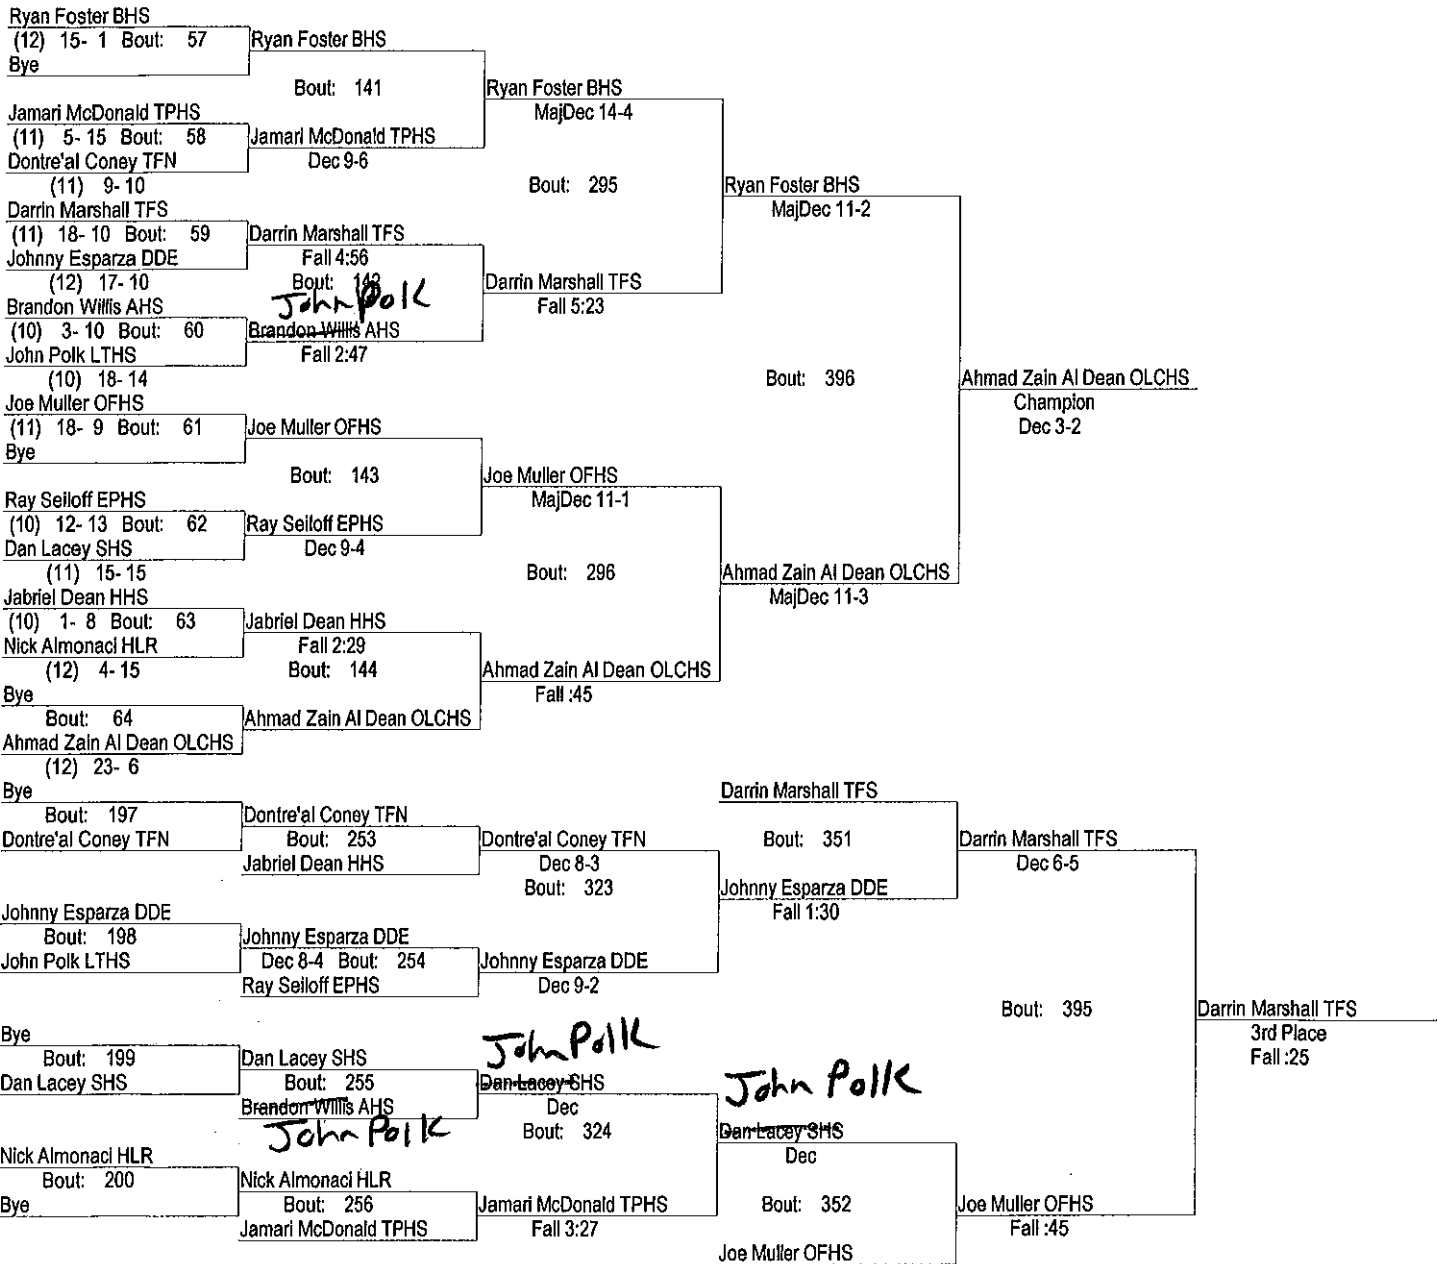 Ryan Foster BHS
(12) 15- 1 Bout: 57
Bye
Ryan Foster BHS
Bout: 141
Jamari McDonald TPHS
(11) 5- 15 Bout: 58
Dontre'al Coney TFN
(11) 9- 10
Jamari McDonald TPHS
Dec 9-6
Ryan Foster BHS
MajDec 14-4
Bout: 295
Darrin Marshall TFS
(11) 18- 10 Bout: 59
Johnny Esparza DDE
(12) 17- 10
Darrin Marshall TFS
Fall 4:56
Bout: 142
John Polk
Brandon Willis AHS
(10) 3- 10 Bout: 60
John Polk LTHS
(10) 18- 14
Brandon Willis AHS
Fall 2:47
Darrin Marshall TFS
Fall 5:23
Ryan Foster BHS
MajDec 11-2
Bout: 396
Joe Muller OFHS
(11) 18- 9 Bout: 61
Bye
Joe Muller OFHS
Bout: 143
Ray Seiloff EPHS
(10) 12- 13 Bout: 62
Dan Lacey SHS
(11) 15- 15
Ray Seiloff EPHS
Dec 9-4
Joe Muller OFHS
MajDec 11-1
Bout: 296
Jabriel Dean HHS
(10) 1- 8 Bout: 63
Nick Almonaci HLR
(12) 4- 15
Jabriel Dean HHS
Fall 2:29
Bout: 144
Bye
Bout: 64
Ahmad Zain Al Dean OLCHS
(12) 23- 6
Ahmad Zain Al Dean OLCHS
Ahmad Zain Al Dean OLCHS
Fall :45
Ahmad Zain Al Dean OLCHS
MajDec 11-3
Ahmad Zain Al Dean OLCHS
Champion
Dec 3-2
Bye
Bout: 197
Dontre'al Coney TFN
Dontre'al Coney TFN
Bout: 253
Jabriel Dean HHS
Dontre'al Coney TFN
Dec 8-3
Bout: 323
Johnny Esparza DDE
Bout: 198
John Polk LTHS
Johnny Esparza DDE
Dec 8-4 Bout: 254
Ray Seiloff EPHS
Johnny Esparza DDE
Dec 9-2
Darrin Marshall TFS
Bout: 351
Johnny Esparza DDE
Fall 1:30
Darrin Marshall TFS
Dec 6-5
Bout: 395
Bye
Bout: 199
Dan Lacey SHS
Dan Lacey SHS
Bout: 255
Brandon Willis AHS
John Polk
John Polk
Dan Lacey SHS
Dec
Bout: 324
Nick Almonaci HLR
Bout: 200
Bye
Nick Almonaci HLR
Bout: 256
Jamari McDonald TPHS
Jamari McDonald TPHS
Fall 3:27
John Polk
Dan Lacey SHS
Dec
Bout: 352
Joe Muller OFHS
Joe Muller OFHS
Fall :45
Darrin Marshall TFS
3rd Place
Fall :25